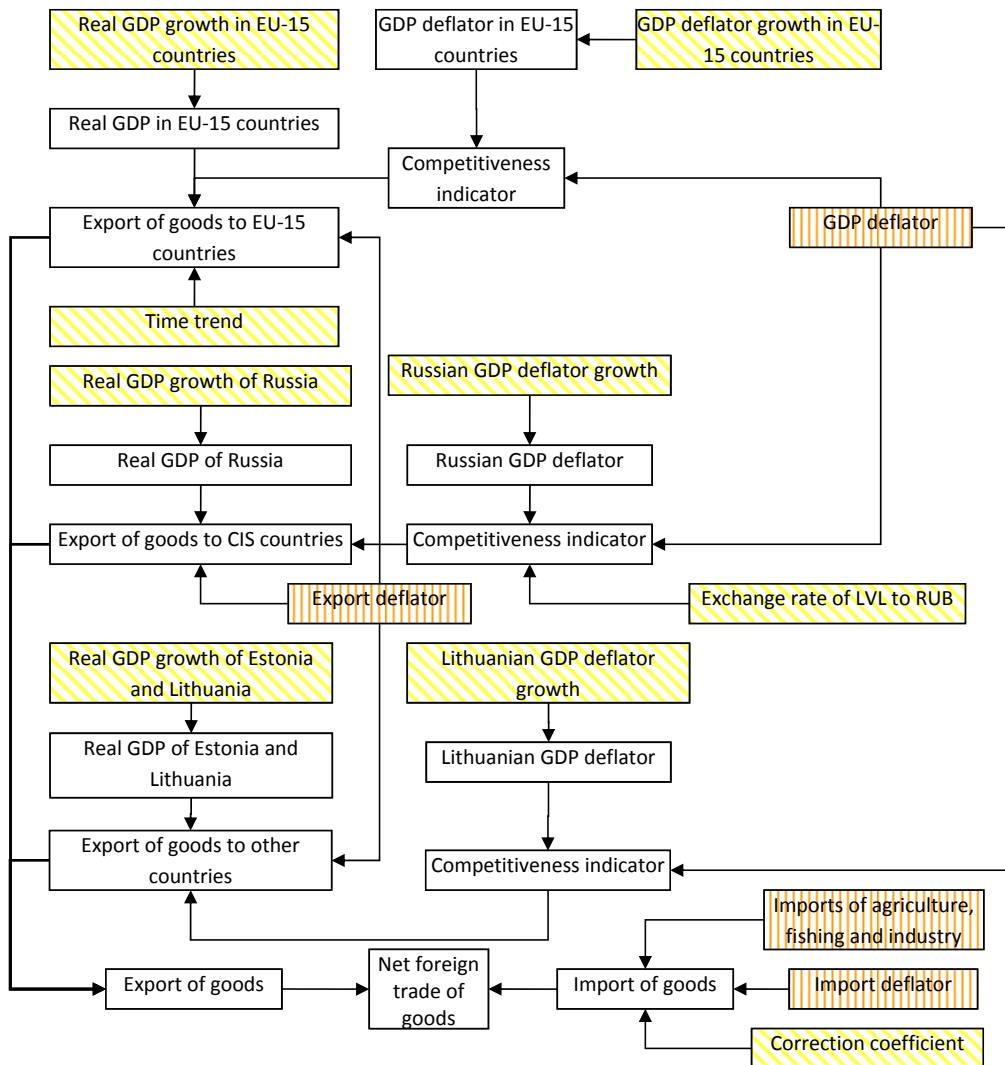 Real GDP growth in EU-15
countries
GDP deflator in EU-15
countries
GDP deflator growth in EU-
15 countries
Real GDP in EU-15 countries
Competitiveness
indicator
Export of goods to EU-15
countries
GDP deflator
Time trend
Real GDP growth of Russia
Russian GDP deflator growth
Real GDP of Russia
Russian GDP deflator
Export of goods to CIS countries
Competitiveness indicator
Export deflator
Exchange rate of LVL to RUB
Real GDP growth of Estonia
and Lithuania
Lithuanian GDP deflator
growth
Real GDP of Estonia and
Lithuania
Lithuanian GDP deflator
Export of goods to other
countries
Competitiveness indicator
Imports of agriculture,
fishing and industry
Export of goods
Net foreign
trade of
goods
Import of goods
Import deflator
Correction coefficient